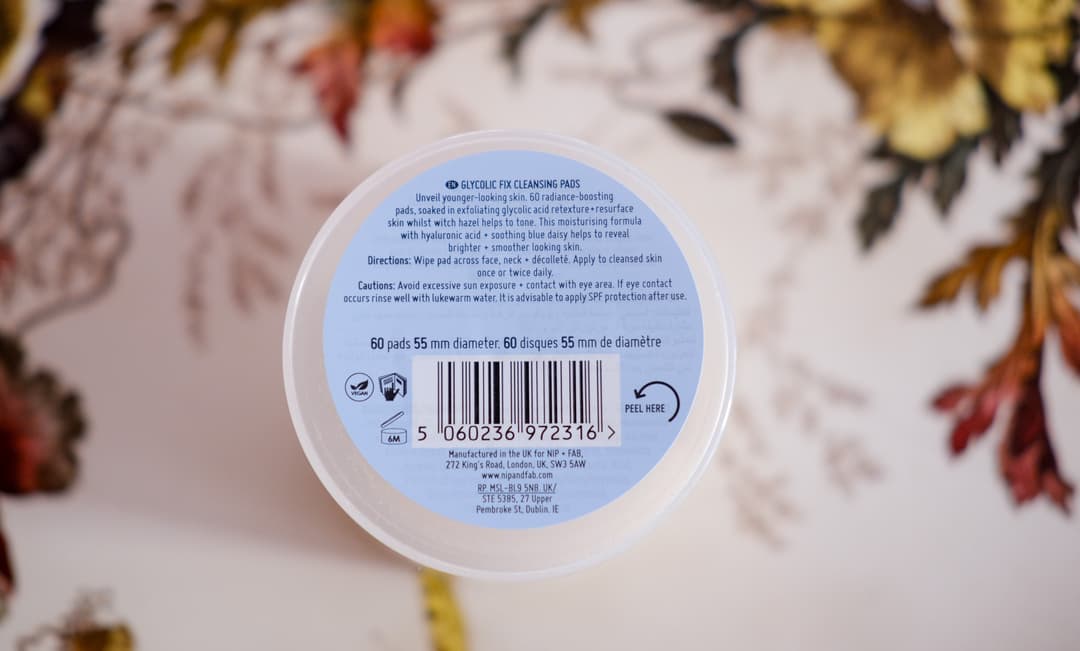 EN GLYCOLIC FIX CLEANSING PADS
Unveil younger-looking skin. 60 radiance-boosting
pads, soaked in exfoliating glycolic acid retexture + resurface
skin whilst witch hazel helps to tone. This moisturising formula
with hyaluronic acid + soothing blue daisy helps to reveal
brighter + smoother looking skin.
Directions: Wipe pad across face, neck + décolleté. Apply to cleansed skin
once or twice daily.
Cautions: Avoid excessive sun exposure + contact with eye area. If eye contact
occurs rinse well with lukewarm water. It is advisable to apply SPF protection after use.
60 pads 55 mm diameter. 60 disques 55 mm de diamètre
VEGAN
PEEL HERE
6M
5 060236 972316 >
Manufactured in the UK for NIP + FAB,
272 King's Road, London, UK, SW3 5AW
www.nipandfab.com
RP. MSL-BL9 5NB. UK/
STE 5385, 27 Upper
Pembroke St, Dublin. IE